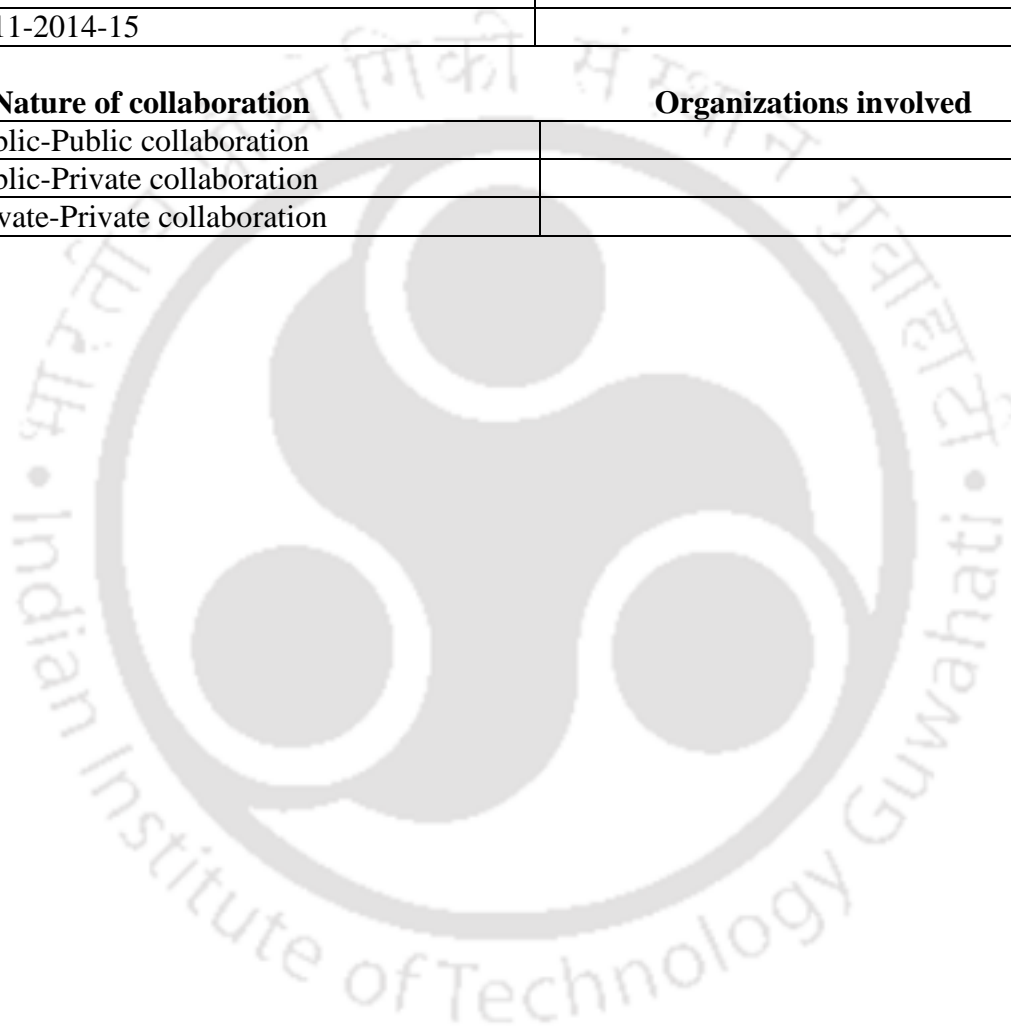 11-2014-15
Nature of collaboration Organizations involved
blic-Public collaboration
blic-Private collaboration
vate-Private collaboration
भारतीय प्रौद्योगिकी संस्थान गुवाहाटी
Indian Institute of Technology Guwahati